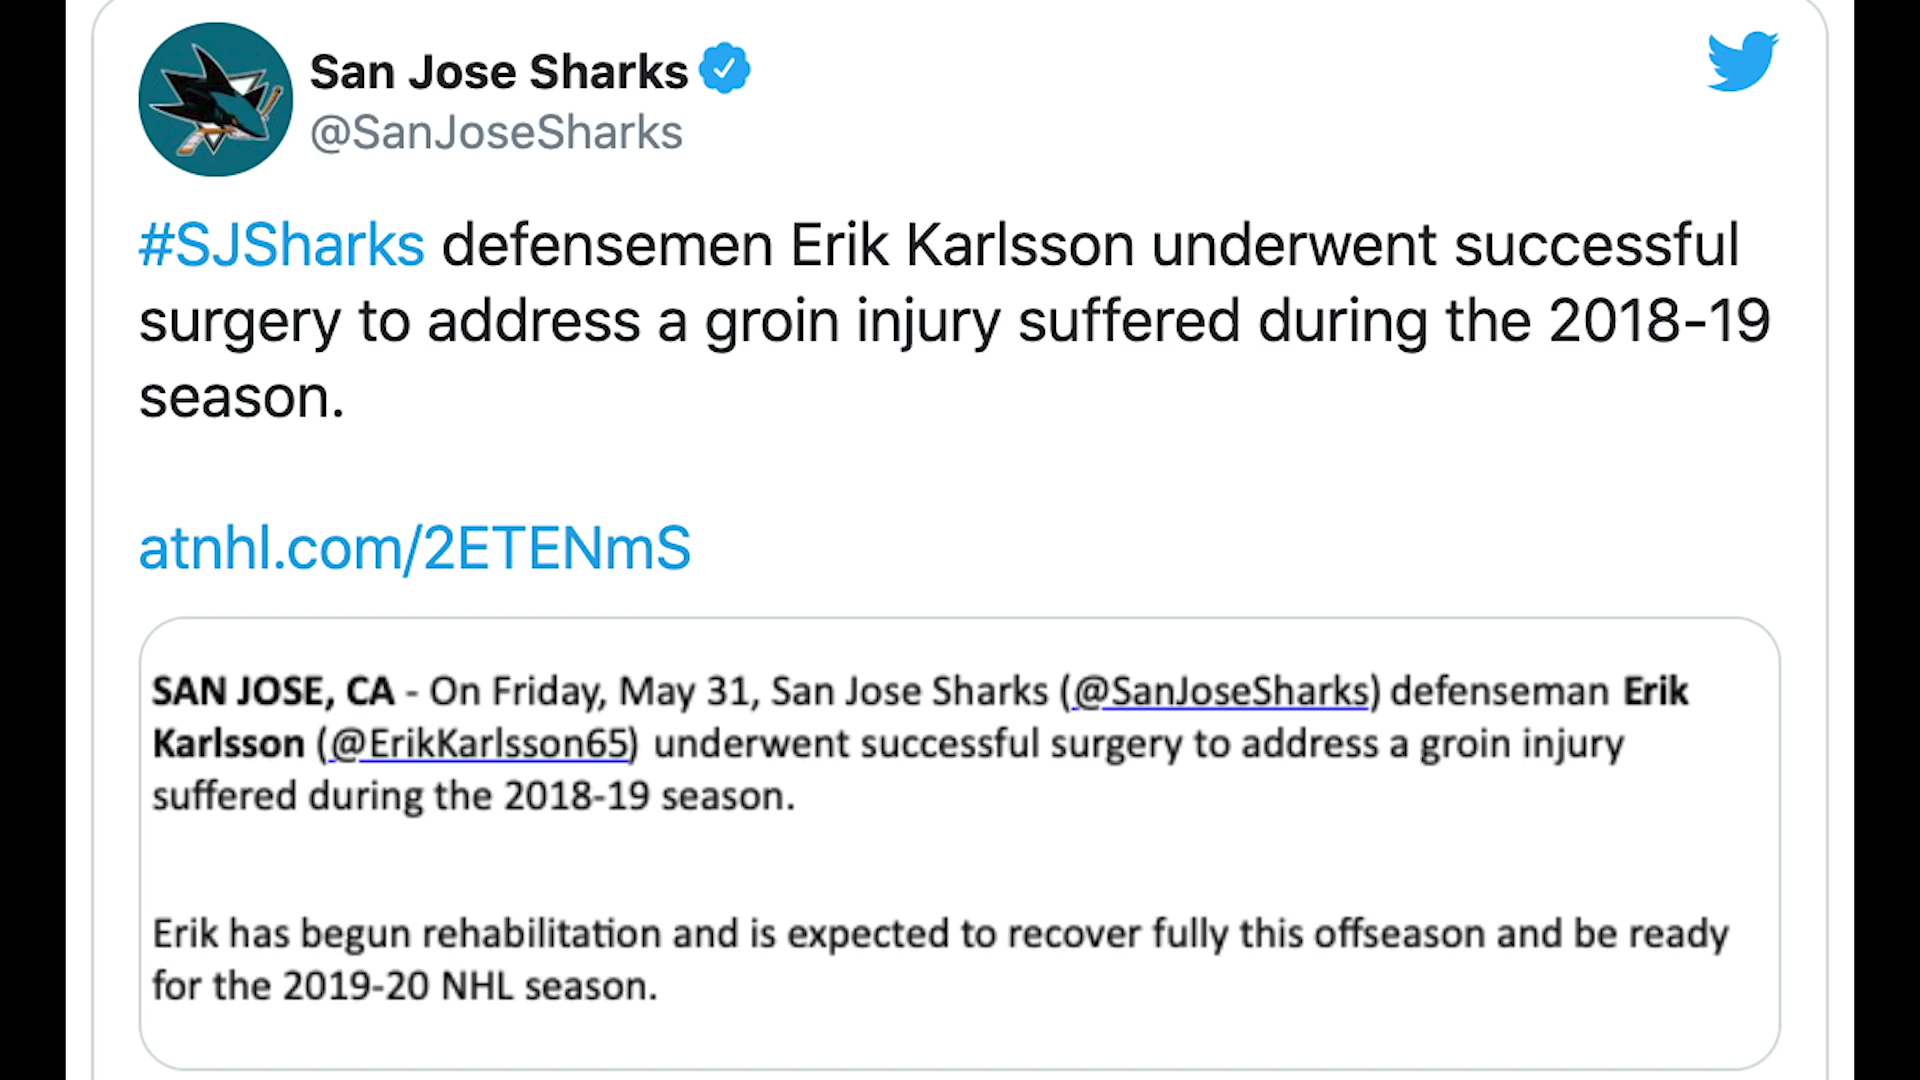 San Jose Sharks
@SanJoseSharks
#SJSharks defensemen Erik Karlsson underwent successful
surgery to address a groin injury suffered during the 2018-19
season.
atnhl.com/2ETENmS
SAN JOSE, CA - On Friday, May 31, San Jose Sharks (@SanJoseSharks) defenseman Erik
Karlsson (@ErikKarlsson65) underwent successful surgery to address a groin injury
suffered during the 2018-19 season.
Erik has begun rehabilitation and is expected to recover fully this offseason and be ready
for the 2019-20 NHL season.